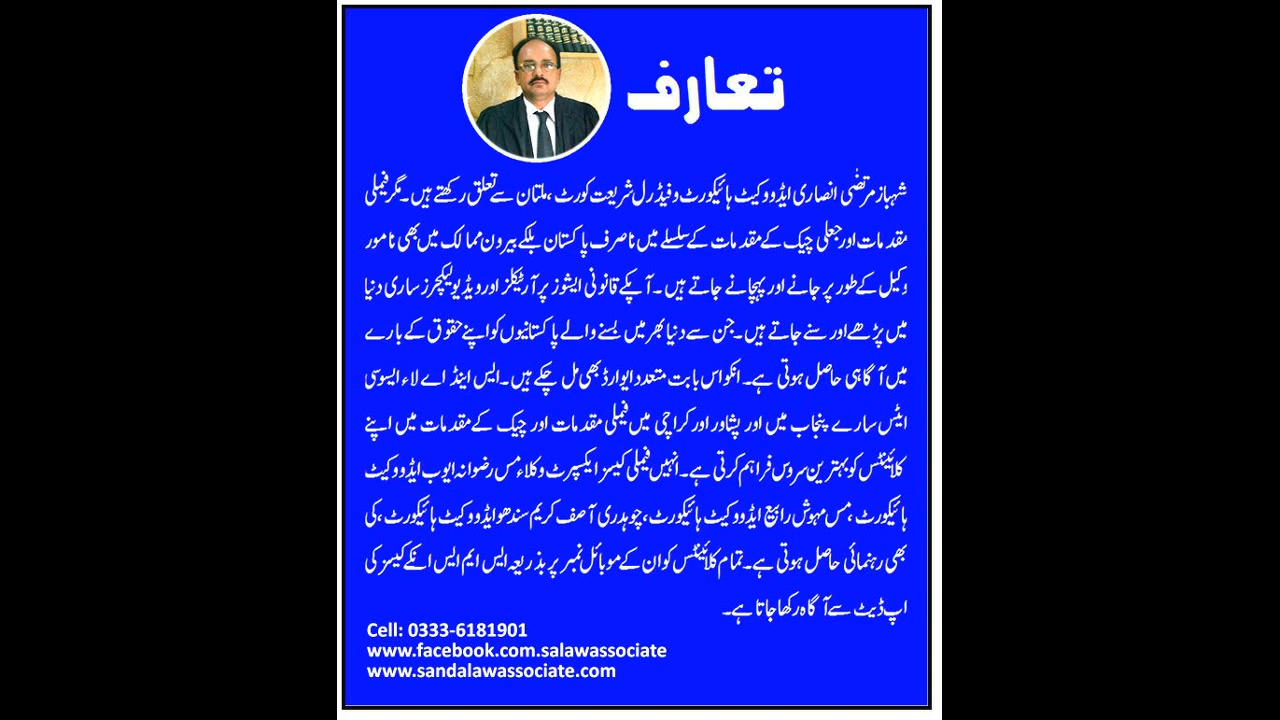 تعارف
شہباز مرتضٰی انصاری ایڈووکیٹ ہائیکورٹ و فیڈرل شریعت کورٹ، ملتان سے تعلق رکھتے ہیں۔ مگر فیملی
مقدمات اور جعلی چیک کے مقدمات کے سلسلے میں ناصرف پاکستان بلکے بیرون ممالک میں بھی نامور
وکیل کے طور پر جانے اور پہچانے جاتے ہیں۔ آپکے قانونی ایشوز پر آرٹیکلز اور ویڈیو لیکچرز ساری دنیا
میں پڑھے اور سنے جاتے ہیں۔ جن سے دنیا بھر میں بسنے والے پاکستانیوں کو اپنے حقوق کے بارے
میں آگاہی حاصل ہوتی ہے۔ انکو اس بابت متعدد ایوارڈ بھی مل چکے ہیں۔ ایس اینڈ اے لاء ایسوسی
ایٹس سارے پنجاب میں اور پشاور اور کراچی میں فیملی مقدمات اور چیک کے مقدمات میں اپنے
کلائینٹس کو بہترین سروس فراہم کرتی ہے۔ انہیں فیملی کیسز ایکسپرٹ وکلاء مس رضوانہ ایوب ایڈووکیٹ
ہائیکورٹ، مس مہوش رابیع ایڈووکیٹ ہائیکورٹ، چوہدری آصف کریم سندھو ایڈووکیٹ ہائیکورٹ، کی
بھی رہنمائی حاصل ہوتی ہے۔ تمام کلائینٹس کو ان کے موبائل نمبر پر بذریعہ ایس ایم ایس انکے کیسز کی
اپ ڈیٹ سے آگاہ رکھا جاتا ہے۔
Cell: 0333-6181901
www.facebook.com.salawassociate
www.sandalawassociate.com